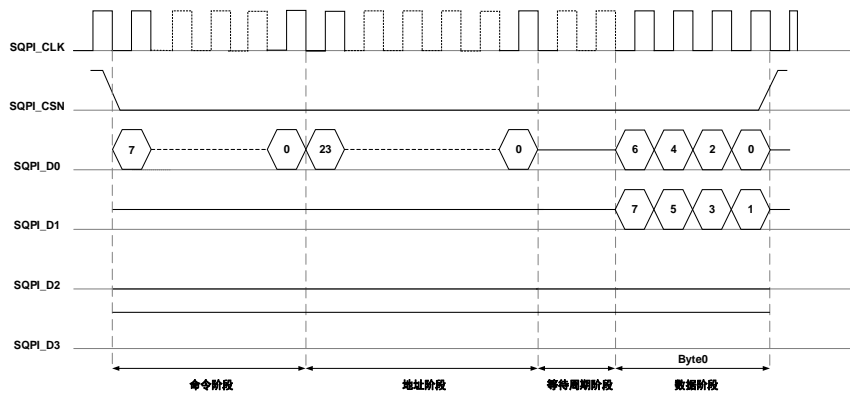 SQPI_CLK
SQPI_CSN
SQPI_D0 7 0 23 0 6 4 2 0
SQPI_D1 7 5 3 1
SQPI_D2
SQPI_D3
Byte0
命令阶段 地址阶段 等待周期阶段 数据阶段